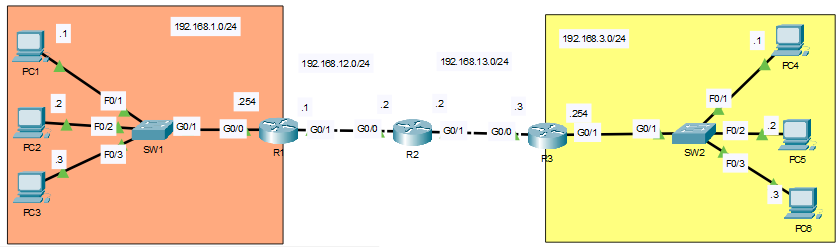 192.168.1.0/24
.1
PC1
F0/1
.2
F0/2
PC2
.3
F0/3
PC3
SW1
G0/1
.254
G0/0
R1
192.168.12.0/24
.1
G0/1
.2
G0/0
R2
192.168.13.0/24
.2
G0/1
.3
G0/0
R3
192.168.3.0/24
.254
G0/1
G0/1
SW2
.1
PC4
F0/1
.2
F0/2
PC5
F0/3
.3
PC6